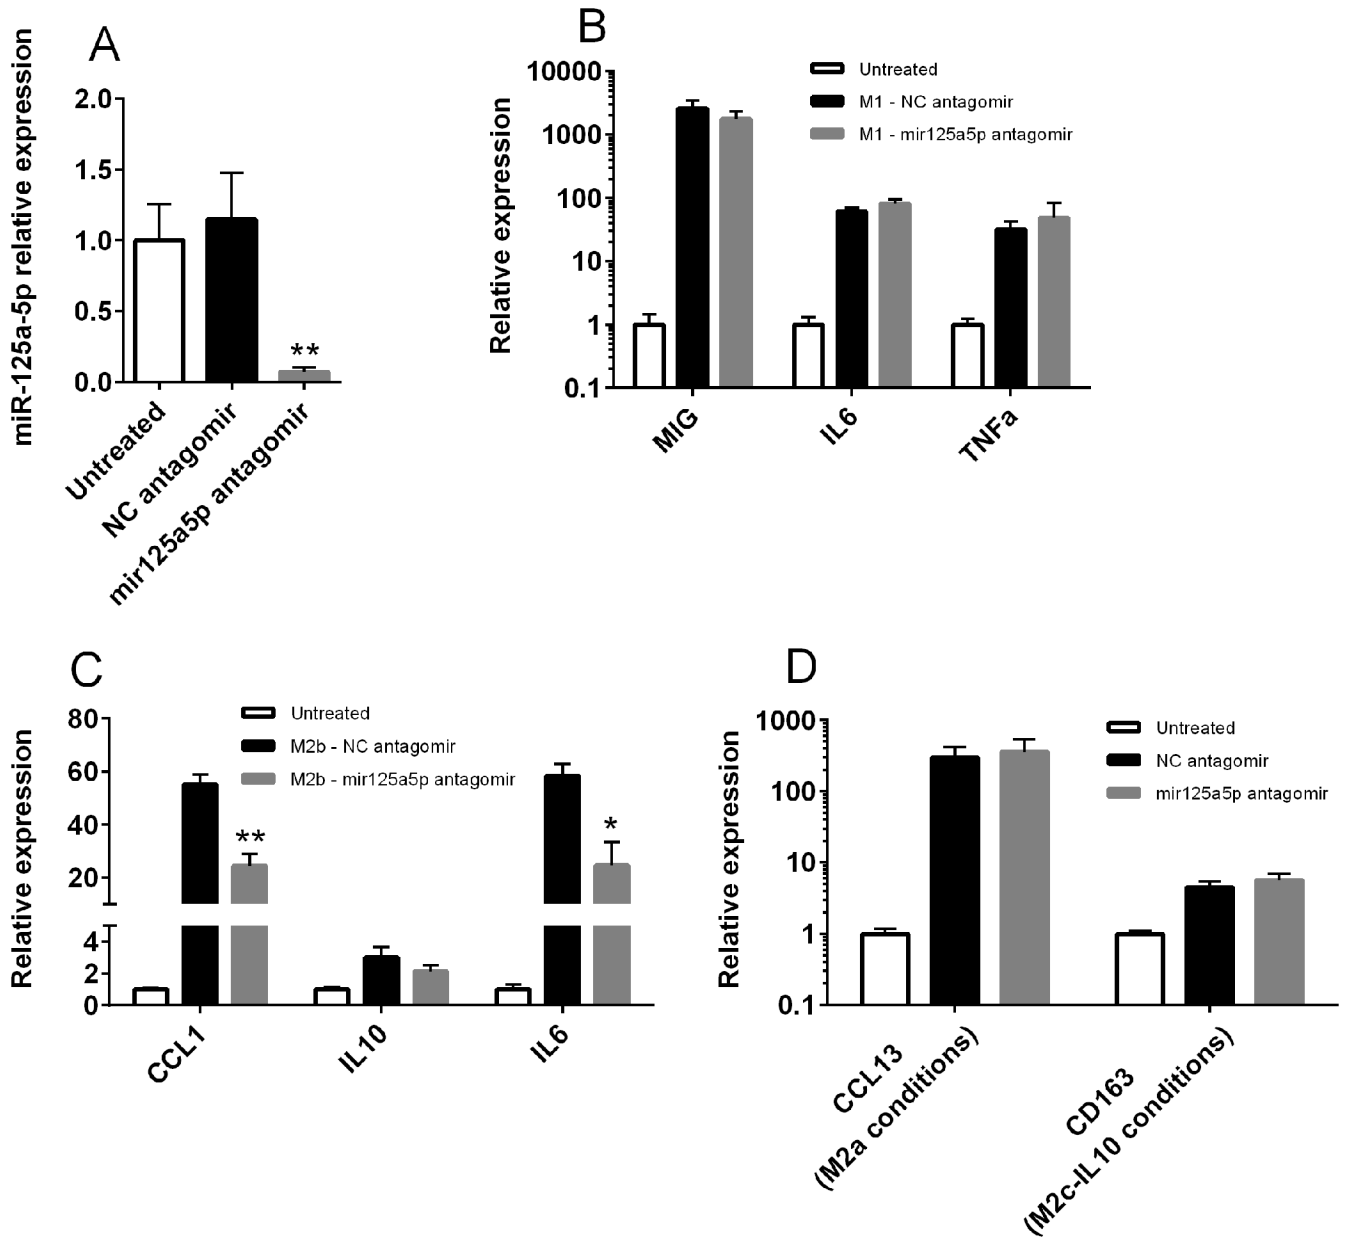 A
miR-125a-5p relative expression
2.0
1.5
1.0
0.5
0.0
**
Untreated
NC antagomir
mir125a5p antagomir
B
Relative expression
10000
1000
100
10
1
0.1
Untreated
M1 - NC antagomir
M1 - mir125a5p antagomir
MIG
IL6
TNFa
C
Relative expression
80
60
40
20
4
2
0
Untreated
M2b - NC antagomir
M2b - mir125a5p antagomir
**
*
CCL1
IL10
IL6
D
Relative expression
1000
100
10
1
0.1
Untreated
NC antagomir
mir125a5p antagomir
CCL13
(M2a conditions)
CD163
(M2c-IL10 conditions)